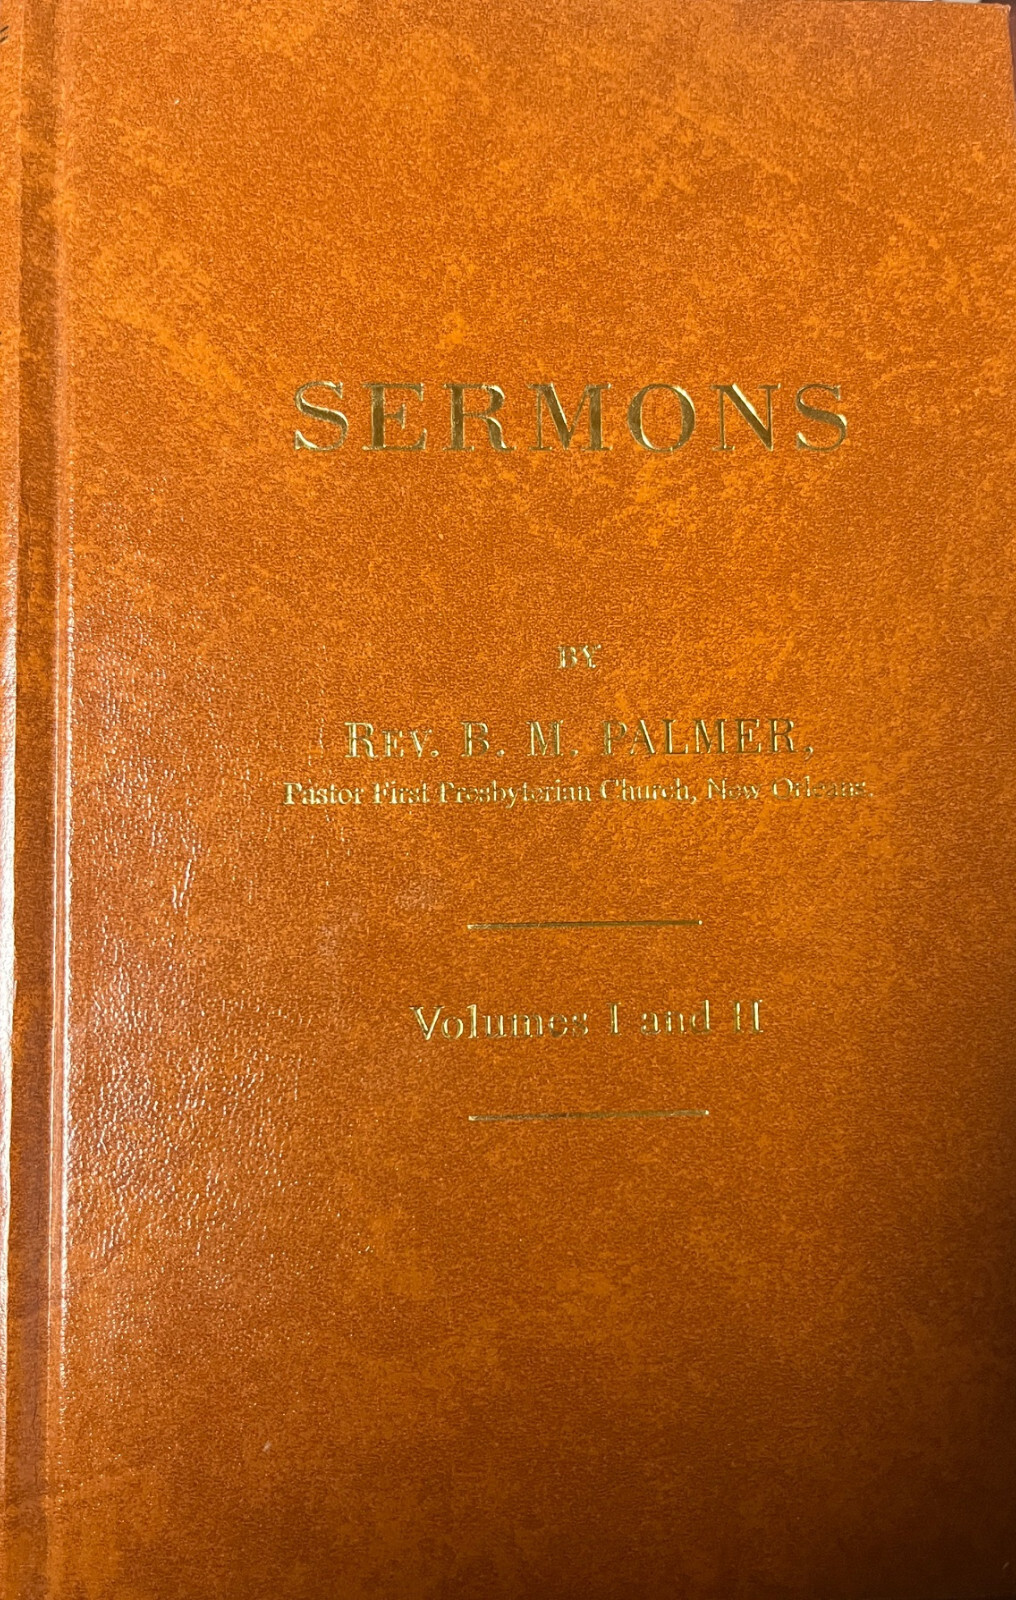 SERMONS
BY
REV. B. M. PALMER,
Pastor First Presbyterian Church, New Orleans.
Volumes I and II